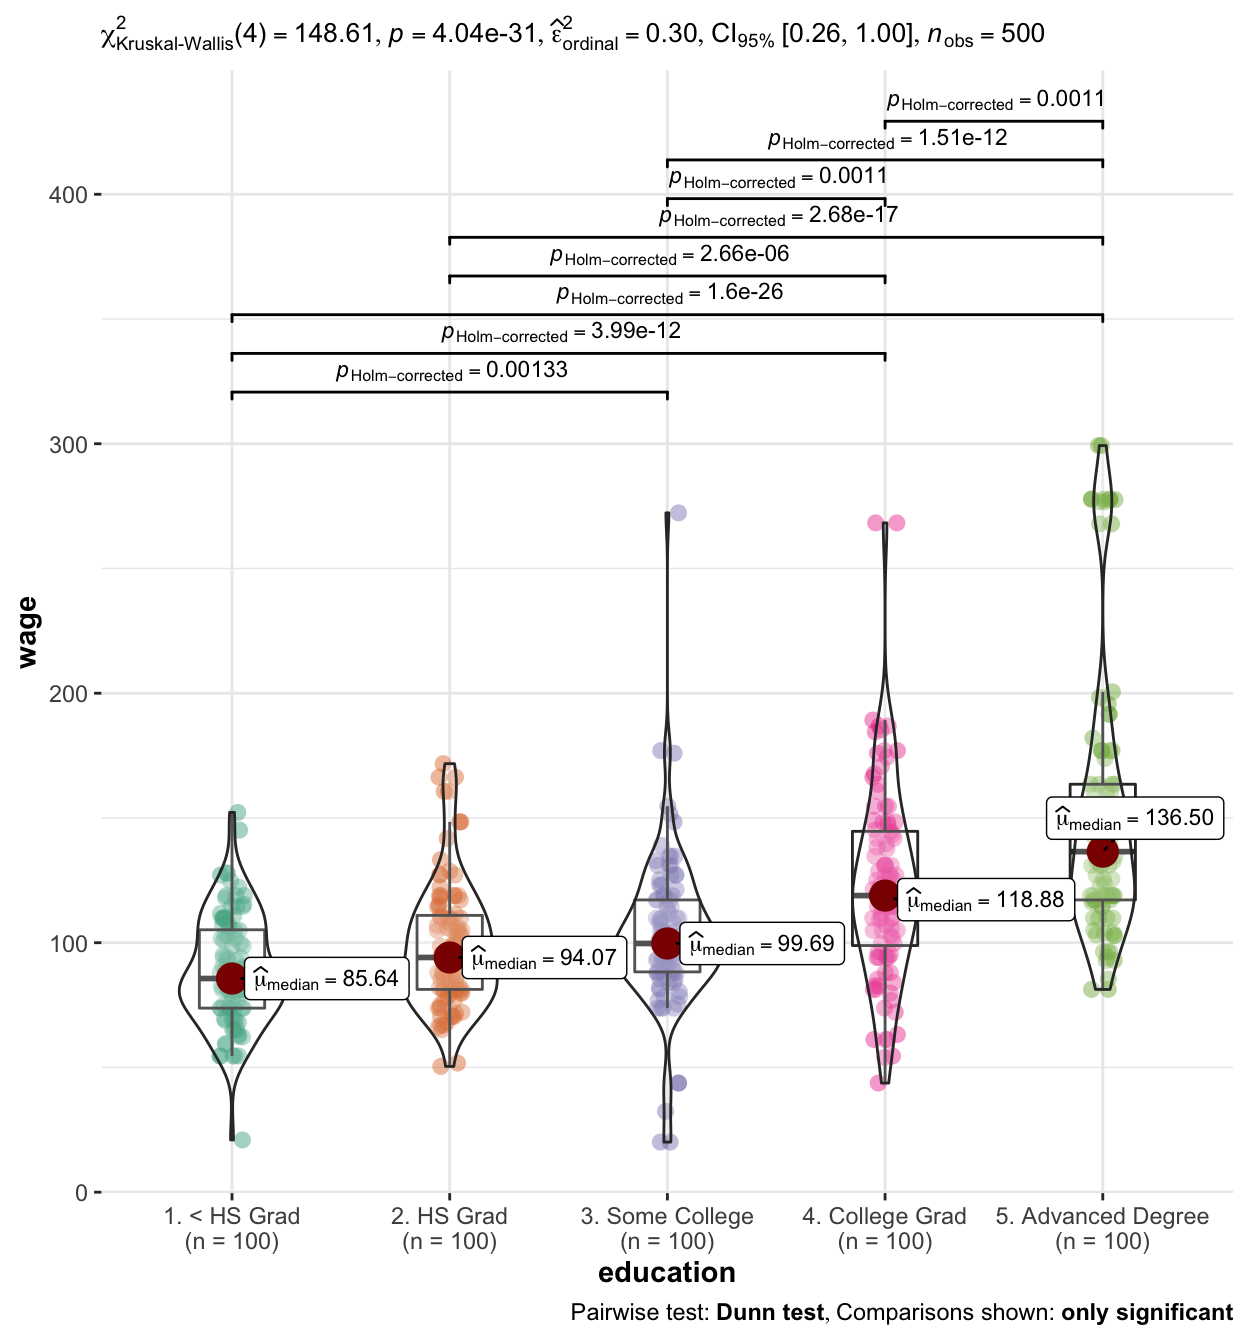 χ²Kruskal-Wallis(4) = 148.61, p = 4.04e-31, ε̂²ordinal = 0.30, CI95% [0.26, 1.00], nobs = 500
pHolm−corrected = 0.0011
pHolm−corrected = 1.51e-12
pHolm−corrected = 0.0011
pHolm−corrected = 2.68e-17
pHolm−corrected = 2.66e-06
pHolm−corrected = 1.6e-26
pHolm−corrected = 3.99e-12
pHolm−corrected = 0.00133
400
300
200
100
0
wage
μ̂median = 85.64
μ̂median = 94.07
μ̂median = 99.69
μ̂median = 118.88
μ̂median = 136.50
1. < HS Grad
(n = 100)
2. HS Grad
(n = 100)
3. Some College
(n = 100)
4. College Grad
(n = 100)
5. Advanced Degree
(n = 100)
education
Pairwise test: Dunn test, Comparisons shown: only significant